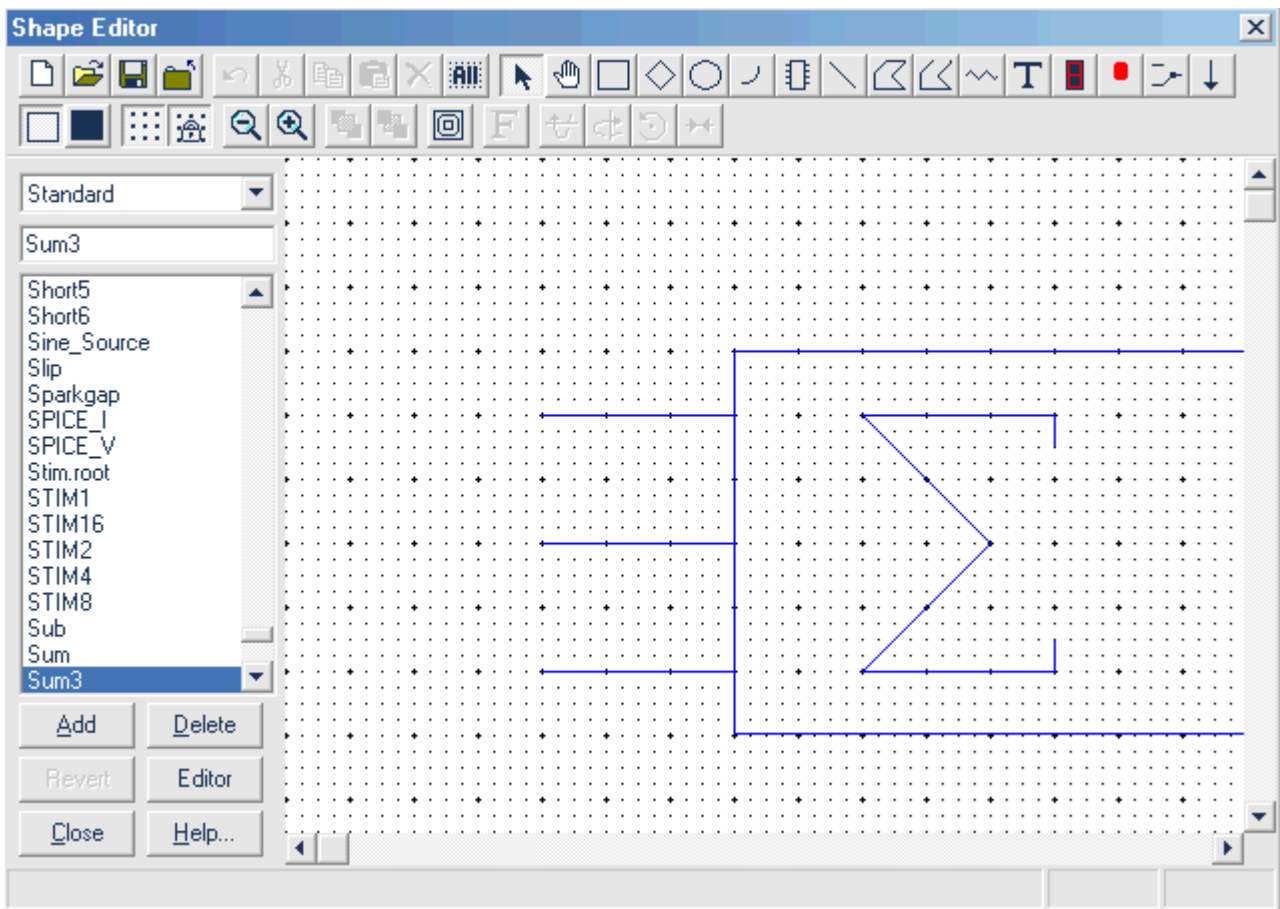 Shape Editor
All
T
F
Standard
Sum3
Short5
Short6
Sine_Source
Slip
Sparkgap
SPICE_I
SPICE_V
Stim.root
STIM1
STIM16
STIM2
STIM4
STIM8
Sub
Sum
Sum3
Add Delete
Revert Editor
Close Help...